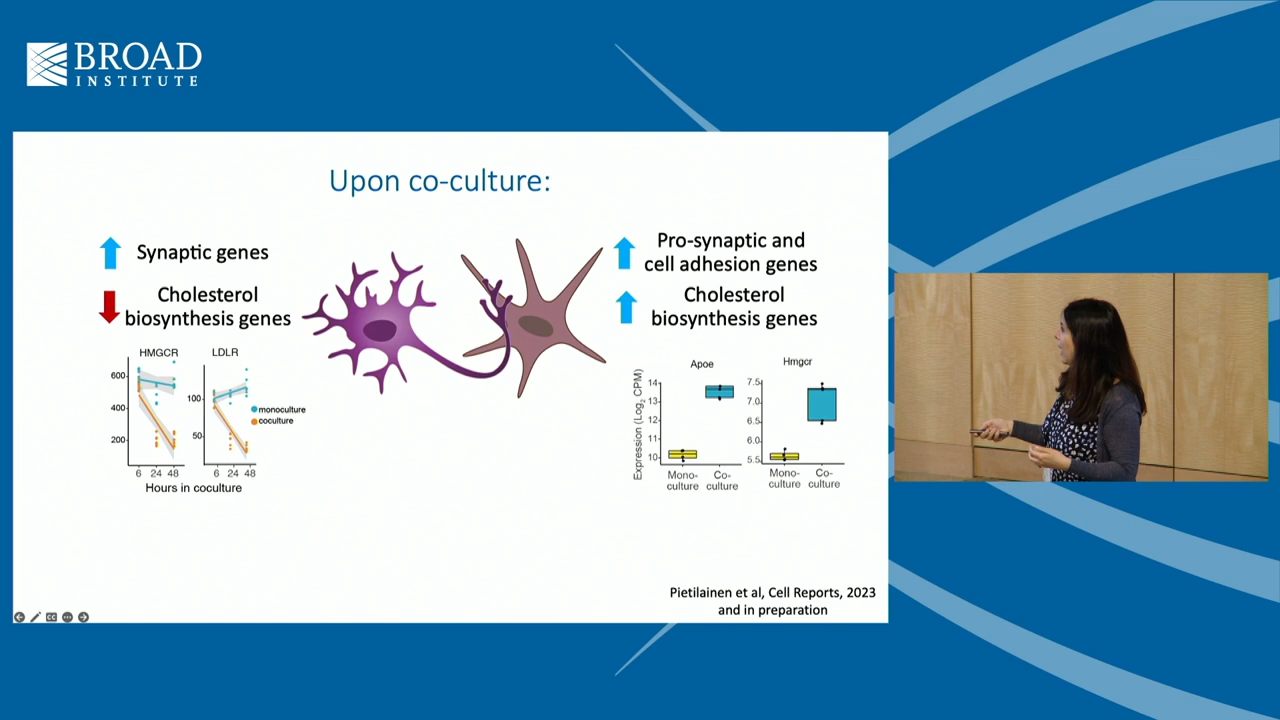 BROAD
INSTITUTE
Upon co-culture:
Synaptic genes
Cholesterol
biosynthesis genes
HMGCR
LDLR
600
400
200
100
50
monoculture
coculture
6 24 48
6 24 48
Hours in coculture
Pro-synaptic and
cell adhesion genes
Cholesterol
biosynthesis genes
Apoe
Hmgcr
Expression (Log2 CPM)
14
13
12
11
10
7.5
7.0
6.5
6.0
5.5
Mono-
culture
Co-
culture
Mono-
culture
Co-
culture
Pietilainen et al, Cell Reports, 2023
and in preparation
CC